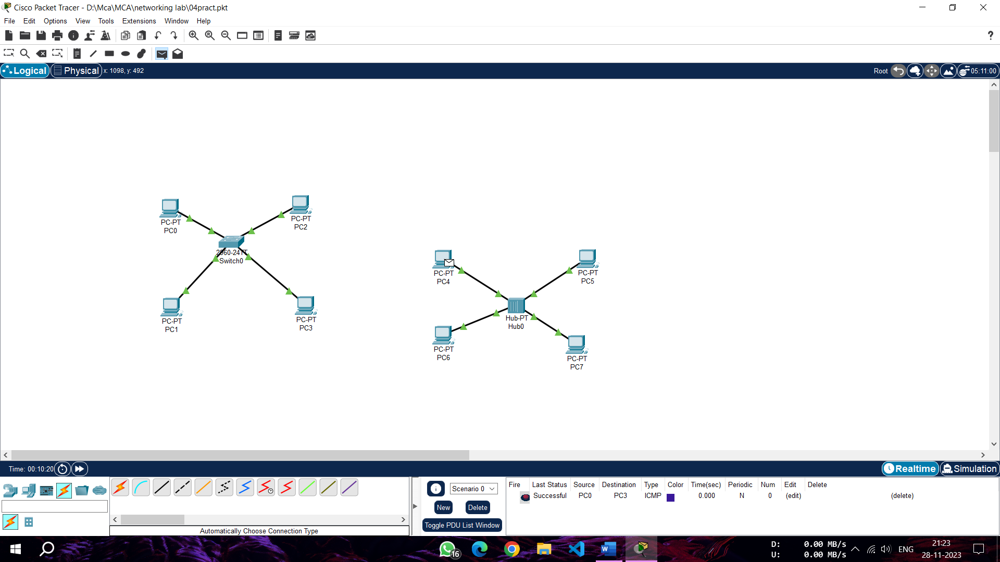 Cisco Packet Tracer - D:\Mca\MCA\networking lab\04pract.pkt
File Edit Options View Tools Extensions Window Help
?
Logical Physical x: 1098, y: 492 Root 05:11:00
PC-PT
PC0
PC-PT
PC2
2960-24TT
Switch0
PC-PT
PC1
PC-PT
PC3
PC-PT
PC4
PC-PT
PC5
Hub-PT
Hub0
PC-PT
PC6
PC-PT
PC7
Time: 00:10:20 Realtime Simulation
Scenario 0
New Delete
Toggle PDU List Window
Automatically Choose Connection Type
Fire Last Status Source Destination Type Color Time(sec) Periodic Num Edit Delete
Successful PC0 PC3 ICMP 0.000 N 0 (edit) (delete)
16
D: 0.00 MB/s
U: 0.00 MB/s
ENG
21:23
28-11-2023